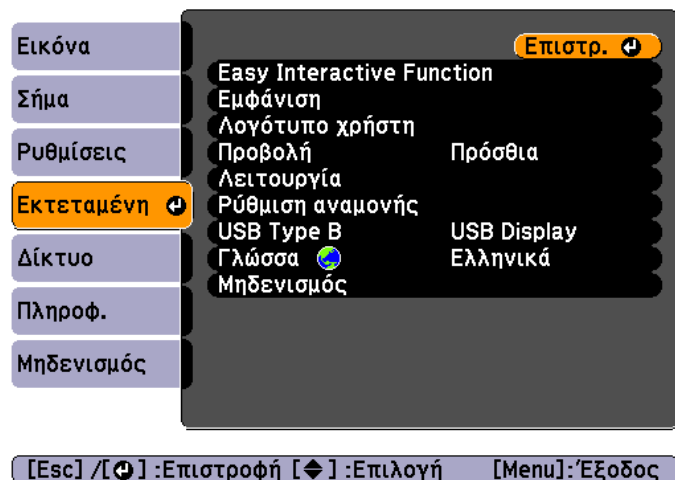 Εικόνα
Σήμα
Ρυθμίσεις
Εκτεταμένη
Δίκτυο
Πληροφ.
Μηδενισμός
Επιστρ.
Easy Interactive Function
Εμφάνιση
Λογότυπο χρήστη
Προβολή Πρόσθια
Λειτουργία
Ρύθμιση αναμονής
USB Type B USB Display
Γλώσσα Ελληνικά
Μηδενισμός
[Esc] /[⏎] :Επιστροφή [◆] :Επιλογή [Menu]:Έξοδος